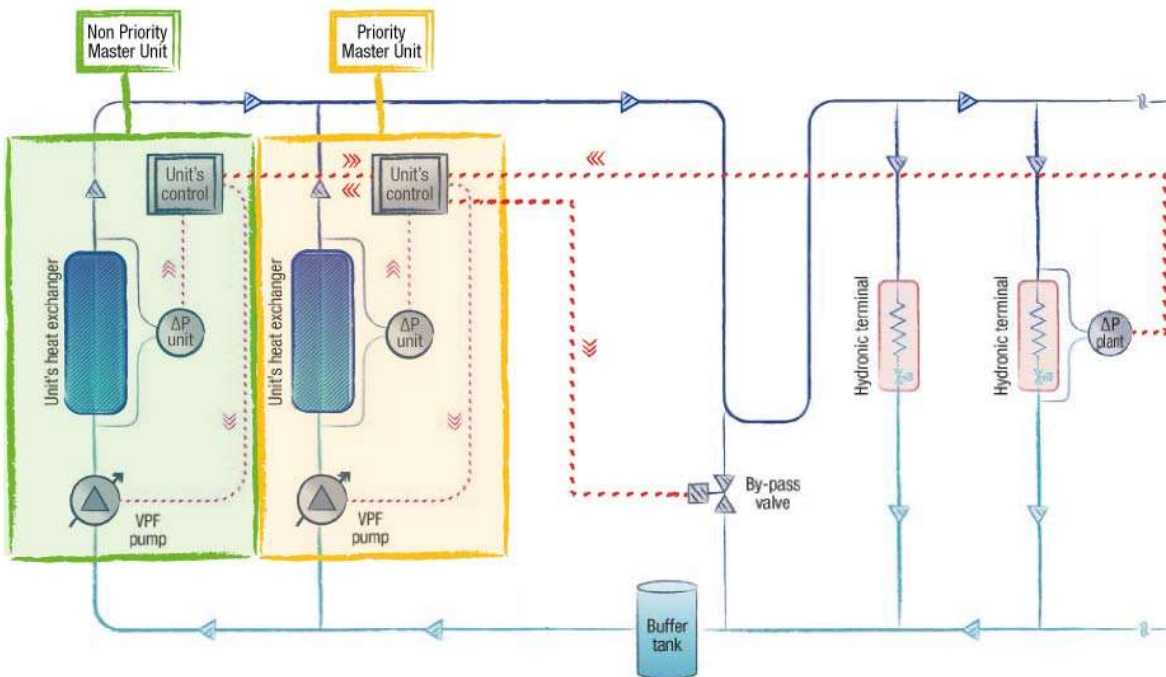 Non Priority
Master Unit
Priority
Master Unit
Unit's
control
Unit's
control
Unit's heat exchanger
ΔP
unit
Unit's heat exchanger
ΔP
unit
Hydronic terminal
Hydronic terminal
ΔP
plant
VPF
pump
VPF
pump
By-pass
valve
Buffer
tank